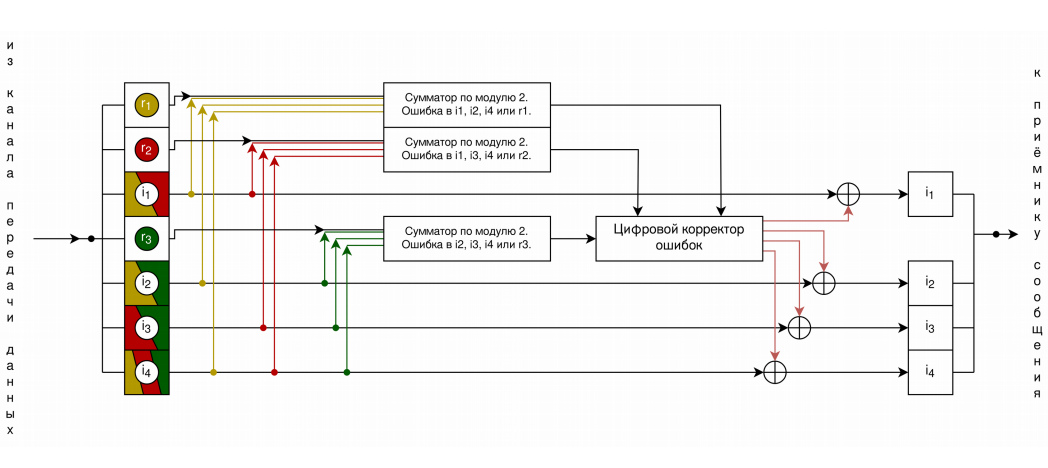 из канала передачи данных
r1
Сумматор по модулю 2.
Ошибка в i1, i2, i4 или r1.
r2
Сумматор по модулю 2.
Ошибка в i1, i3, i4 или r2.
i1
i1
r3
Сумматор по модулю 2.
Ошибка в i2, i3, i4 или r3.
Цифровой корректор
ошибок
i2
i2
i3
i3
i4
i4
к приёмнику сообщения